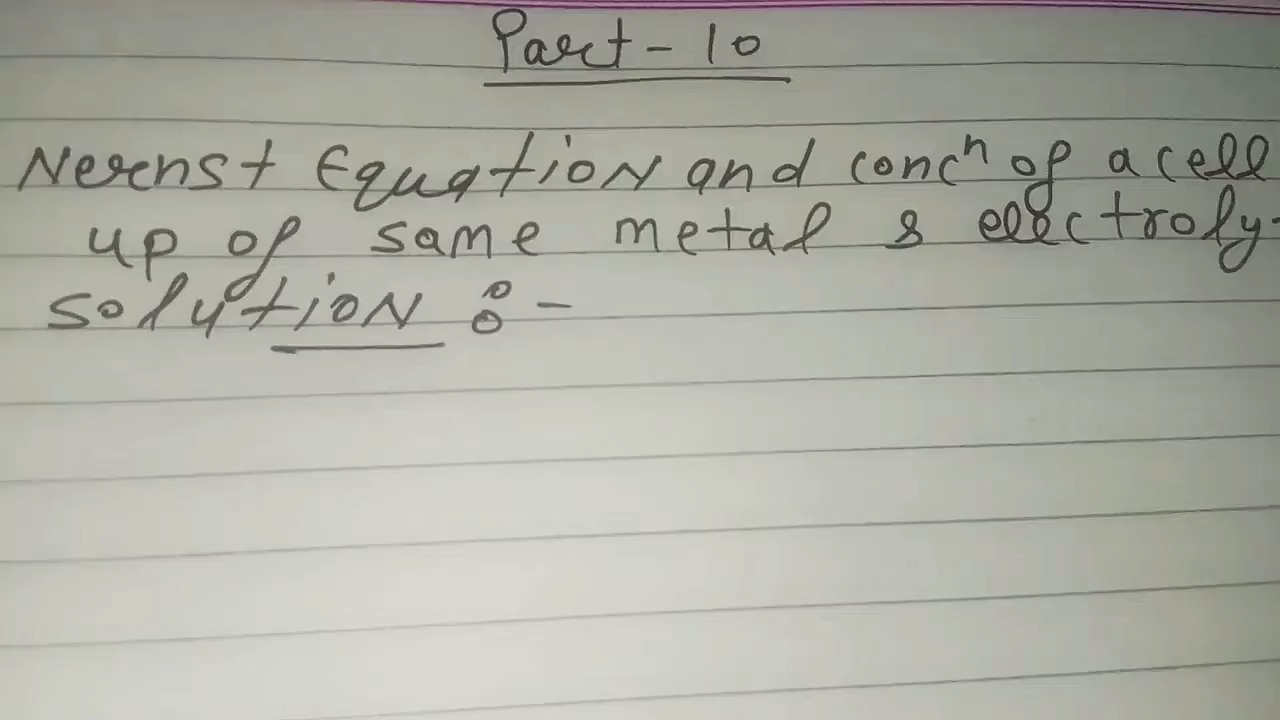 Part-10
Nernst Equation and concⁿ of a cell
up of same metal & electroly
solution :-